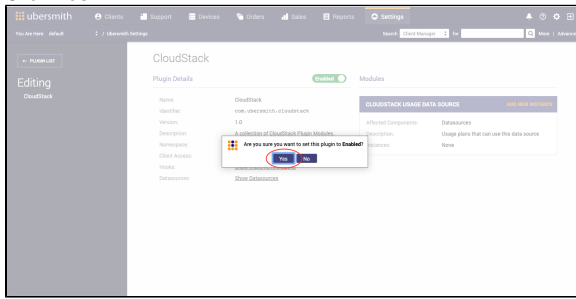 ubersmith Clients Support Devices Orders Sales Reports Settings
You Are Here: default / Ubersmith Settings Search Client Manager for More | Advanced
← PLUGIN LIST
Editing
CloudStack
CloudStack
Plugin Details Enabled Modules
Name: CloudStack
Identifier: com.ubersmith.cloudstack
Version: 1.0
Description: A collection of CloudStack Plugin Modules
Namespace:
Client Access:
Hooks:
Datasources: Show Datasources
CLOUDSTACK USAGE DATA SOURCE ADD NEW INSTANCE
Affected Components: Datasources
Description: Usage plans that can use this data source
Instances: None
Are you sure you want to set this plugin to Enabled?
Yes No